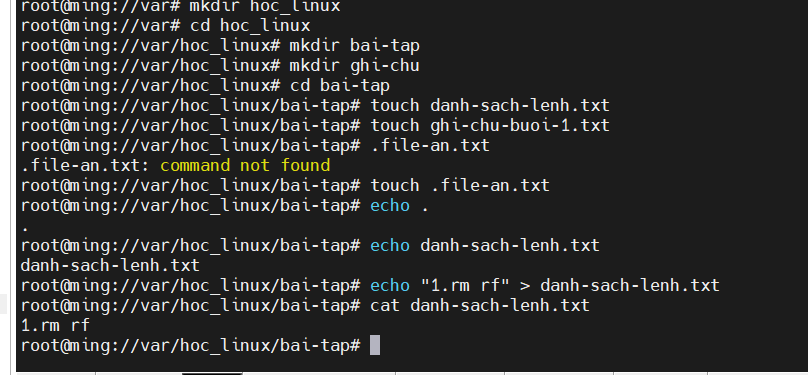 root@ming://var# mkdir hoc_linux
root@ming://var# cd hoc_linux
root@ming://var/hoc_linux# mkdir bai-tap
root@ming://var/hoc_linux# mkdir ghi-chu
root@ming://var/hoc_linux# cd bai-tap
root@ming://var/hoc_linux/bai-tap# touch danh-sach-lenh.txt
root@ming://var/hoc_linux/bai-tap# touch ghi-chu-buoi-1.txt
root@ming://var/hoc_linux/bai-tap# .file-an.txt
.file-an.txt: command not found
root@ming://var/hoc_linux/bai-tap# touch .file-an.txt
root@ming://var/hoc_linux/bai-tap# echo .
.
root@ming://var/hoc_linux/bai-tap# echo danh-sach-lenh.txt
danh-sach-lenh.txt
root@ming://var/hoc_linux/bai-tap# echo "1.rm rf" > danh-sach-lenh.txt
root@ming://var/hoc_linux/bai-tap# cat danh-sach-lenh.txt
1.rm rf
root@ming://var/hoc_linux/bai-tap#